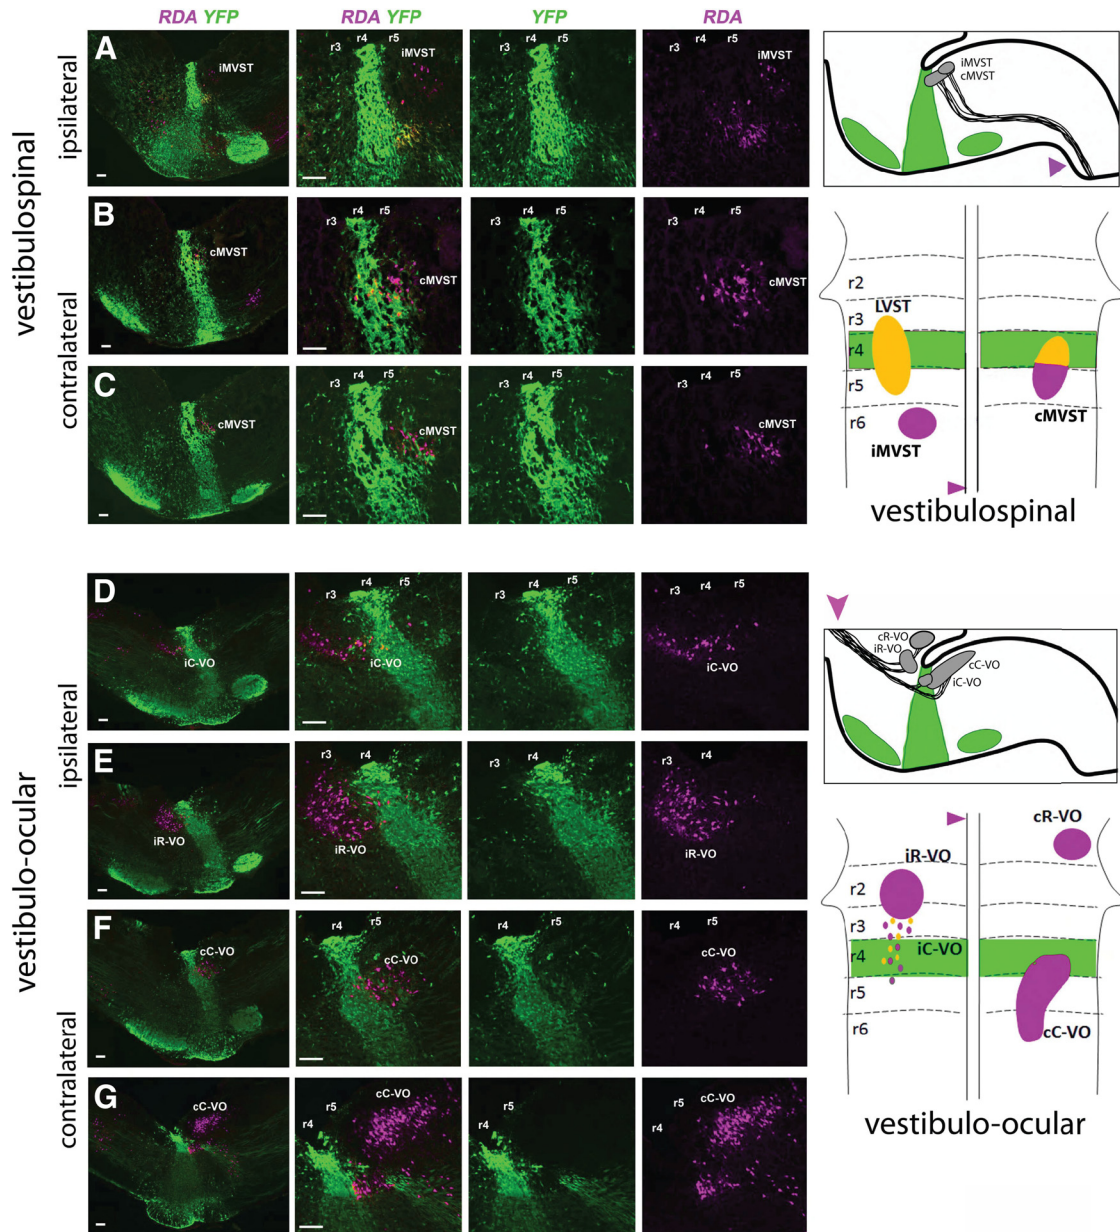 RDA YFP
RDA YFP
YFP
RDA
vestibulospinal
ipsilateral
contralateral
A
iMVST
r3
r4
r5
iMVST
r3
r4
r5
r3
r4
r5
iMVST
iMVST
cMVST
B
cMVST
r3
r4
r5
cMVST
r3
r4
r5
r3
r4
r5
cMVST
C
cMVST
r3
r4
r5
cMVST
r3
r4
r5
r3
r4
r5
cMVST
r2
r3
LVST
r4
r5
r6
iMVST
cMVST
vestibulospinal
vestibulo-ocular
ipsilateral
contralateral
D
iC-VO
r3
r4
r5
iC-VO
r3
r4
r5
r3
r4
r5
iC-VO
cR-VO
iR-VO
cC-VO
iC-VO
E
iR-VO
r3
r4
iR-VO
r3
r4
r3
r4
iR-VO
F
cC-VO
r4
r5
cC-VO
r4
r5
r4
r5
cC-VO
G
cC-VO
r4
r5
cC-VO
r4
r5
r4
r5
cC-VO
cR-VO
iR-VO
r2
r3
iC-VO
r4
r5
r6
cC-VO
vestibulo-ocular